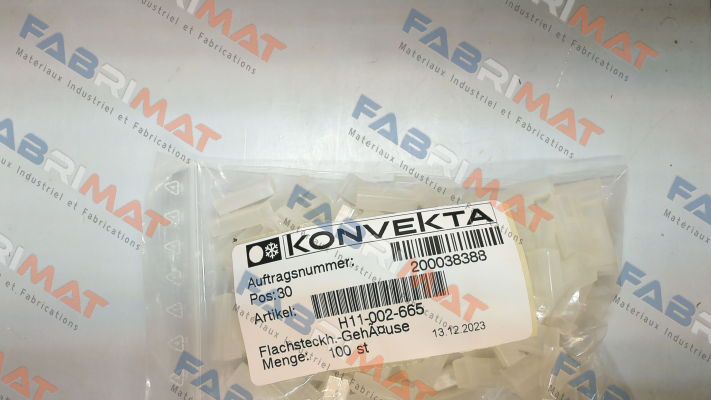 KONVEKTA
Auftragsnummer:
200038388
Pos:30
Artikel:
H11-002-665
Flachsteckh.-GehÃ¤use
13.12.2023
Menge: 100 st
FABRIMAT
Matériaux Industriel et Fabrications